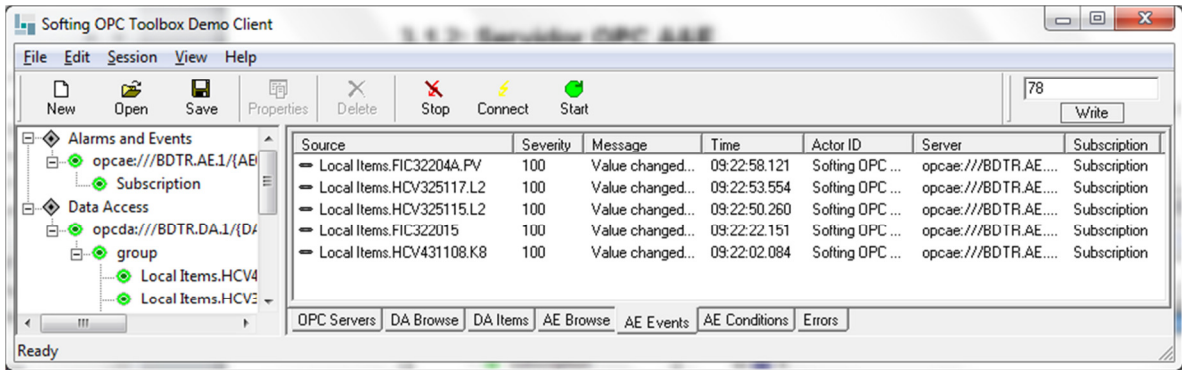 Softing OPC Toolbox Demo Client
3.1.2: Servidor OPC A&E
File Edit Session View Help
New Open Save Properties Delete Stop Connect Start
78
Write
Alarms and Events
opcae:///BDTR.AE.1/{AE
Subscription
Data Access
opcda:///BDTR.DA.1/{DA
group
Local Items.HCV4
Local Items.HCV3
Source Severity Message Time Actor ID Server Subscription
Local Items.FIC32204A.PV 100 Value changed... 09:22:58.121 Softing OPC ... opcae:///BDTR.AE.... Subscription
Local Items.HCV325117.L2 100 Value changed... 09:22:53.554 Softing OPC ... opcae:///BDTR.AE.... Subscription
Local Items.HCV325115.L2 100 Value changed... 09:22:50.260 Softing OPC ... opcae:///BDTR.AE.... Subscription
Local Items.FIC322015 100 Value changed... 09:22:22.151 Softing OPC ... opcae:///BDTR.AE.... Subscription
Local Items.HCV431108.K8 100 Value changed... 09:22:02.084 Softing OPC ... opcae:///BDTR.AE.... Subscription
OPC Servers DA Browse DA Items AE Browse AE Events AE Conditions Errors
Ready